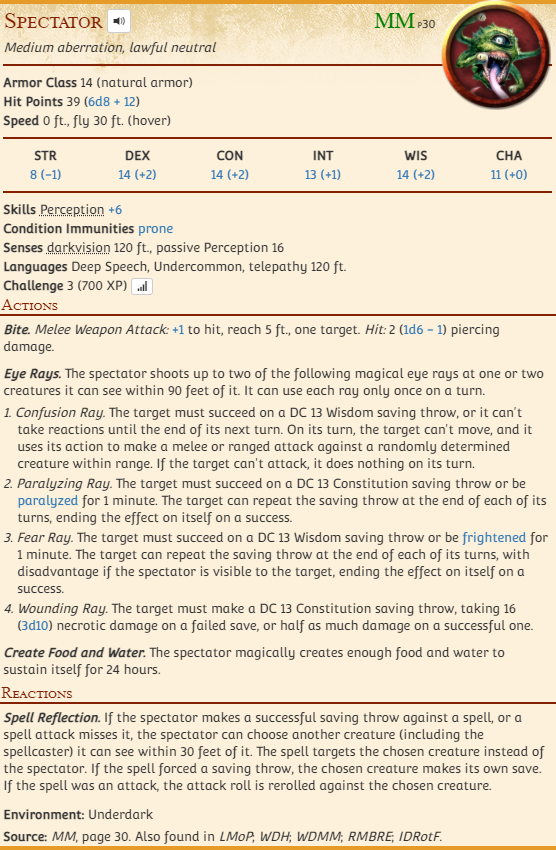 Spectator
MM p30
Medium aberration, lawful neutral
Armor Class 14 (natural armor)
Hit Points 39 (6d8 + 12)
Speed 0 ft., fly 30 ft. (hover)
STR DEX CON INT WIS CHA
8 (−1) 14 (+2) 14 (+2) 13 (+1) 14 (+2) 11 (+0)
Skills Perception +6
Condition Immunities prone
Senses darkvision 120 ft., passive Perception 16
Languages Deep Speech, Undercommon, telepathy 120 ft.
Challenge 3 (700 XP)
Actions
Bite. Melee Weapon Attack: +1 to hit, reach 5 ft., one target. Hit: 2 (1d6 − 1) piercing
damage.
Eye Rays. The spectator shoots up to two of the following magical eye rays at one or two
creatures it can see within 90 feet of it. It can use each ray only once on a turn.
1. Confusion Ray. The target must succeed on a DC 13 Wisdom saving throw, or it can't
take reactions until the end of its next turn. On its turn, the target can't move, and it
uses its action to make a melee or ranged attack against a randomly determined
creature within range. If the target can't attack, it does nothing on its turn.
2. Paralyzing Ray. The target must succeed on a DC 13 Constitution saving throw or be
paralyzed for 1 minute. The target can repeat the saving throw at the end of each of its
turns, ending the effect on itself on a success.
3. Fear Ray. The target must succeed on a DC 13 Wisdom saving throw or be frightened for
1 minute. The target can repeat the saving throw at the end of each of its turns, with
disadvantage if the spectator is visible to the target, ending the effect on itself on a
success.
4. Wounding Ray. The target must make a DC 13 Constitution saving throw, taking 16
(3d10) necrotic damage on a failed save, or half as much damage on a successful one.
Create Food and Water. The spectator magically creates enough food and water to
sustain itself for 24 hours.
Reactions
Spell Reflection. If the spectator makes a successful saving throw against a spell, or a
spell attack misses it, the spectator can choose another creature (including the
spellcaster) it can see within 30 feet of it. The spell targets the chosen creature instead of
the spectator. If the spell forced a saving throw, the chosen creature makes its own save.
If the spell was an attack, the attack roll is rerolled against the chosen creature.
Environment: Underdark
Source: MM, page 30. Also found in LMoP; WDH; WDMM; RMBRE; IDRotF.